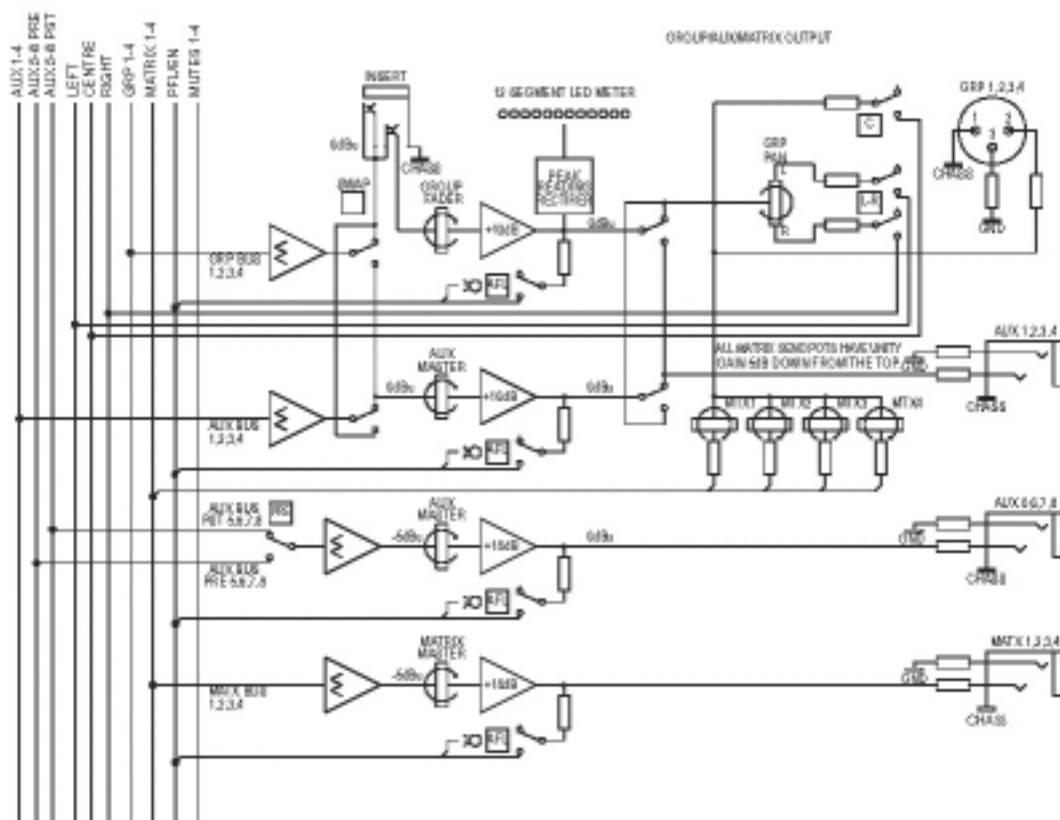 AUX 1-4
AUX 5-8 PRE
AUX 5-8 PST
LEFT
CENTRE
RIGHT
GRP 1-4
MATRIX 1-4
PFL/EN
MUTES 1-4
GROUP/AUX/MATRIX OUTPUT
INSERT
12 SEGMENT LED METER
GRP 1,2,3,4
1
2
3
C
0dBu
CHASS
SWAP
GROUP
FADER
PEAK
READING
RECTIFIER
GRP
PAN
L
R
L-R
CHASS
GND
+10dB
0dBu
GRP BUS
1,2,3,4
AFL
AUX 1,2,3,4
AUX
MASTER
ALL MATRIX SEND POTS HAVE UNITY
GAIN 6dB DOWN FROM THE TOP
GND
0dBu
+10dB
0dBu
CHASS
MTX1
MTX2
MTX3
MTX4
AUX BUS
1,2,3,4
AFL
AUX BUS
PST 5,6,7,8
PRE
AUX
MASTER
AUX 5,6,7,8
GND
0dBu
CHASS
AUX BUS
PRE 5,6,7,8
AFL
MATRIX
MASTER
MATX 1,2,3,4
GND
MATX BUS
1,2,3,4
CHASS
AFL